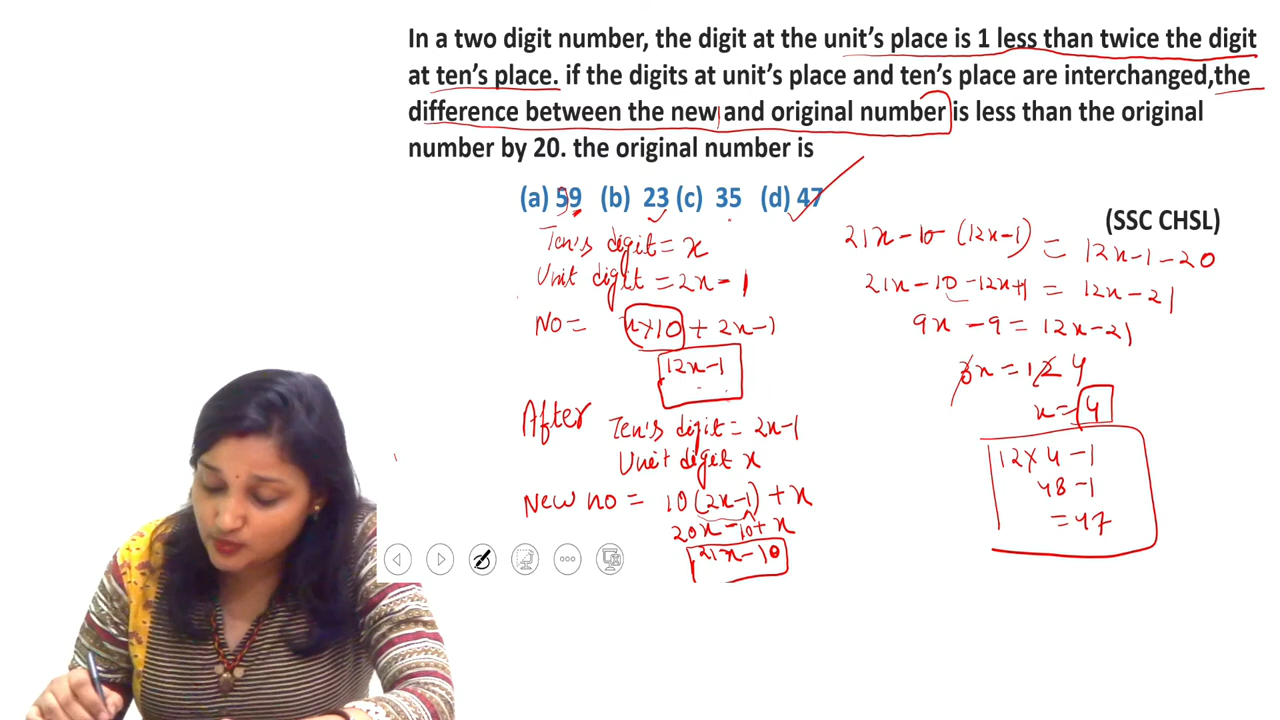 In a two digit number, the digit at the unit's place is 1 less than twice the digit
at ten's place. if the digits at unit's place and ten's place are interchanged,the
difference between the new and original number is less than the original
number by 20. the original number is
(a) 59 (b) 23 (c) 35 (d) 47
(SSC CHSL)
Ten's digit = x
Unit digit = 2x - 1
No = x×10 + 2x-1
12x-1
After Ten's digit = 2x-1
Unit digit x
New no = 10(2x-1) + x
20x - 10 + x
21x - 10
21x - 10 - (12x-1) = 12x-1-20
21x - 10 - 12x+1 = 12x-21
9x - 9 = 12x-21
3x = 12 4
x = 4
12×4-1
48-1
=47